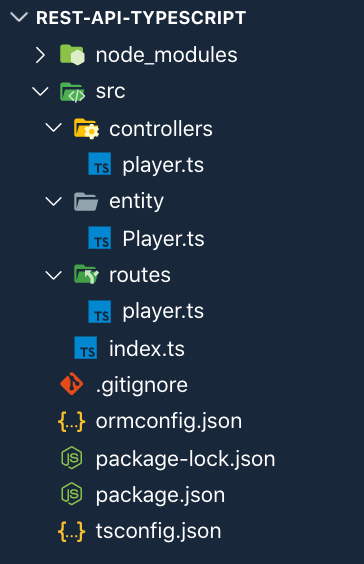 REST-API-TYPESCRIPT
node_modules
src
controllers
TS player.ts
entity
TS Player.ts
routes
TS player.ts
TS index.ts
.gitignore
{...} ormconfig.json
JS package-lock.json
JS package.json
{...} tsconfig.json